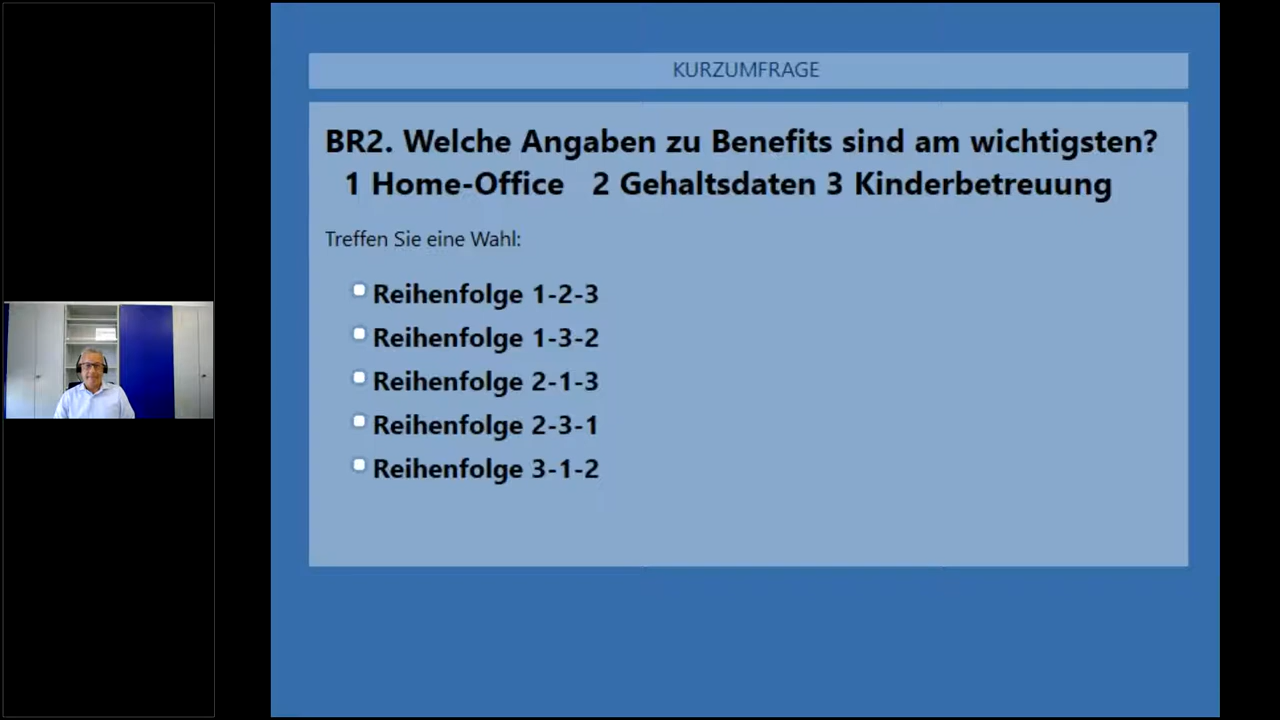 KURZUMFRAGE
BR2. Welche Angaben zu Benefits sind am wichtigsten?
1 Home-Office 2 Gehaltsdaten 3 Kinderbetreuung
Treffen Sie eine Wahl:
Reihenfolge 1-2-3
Reihenfolge 1-3-2
Reihenfolge 2-1-3
Reihenfolge 2-3-1
Reihenfolge 3-1-2